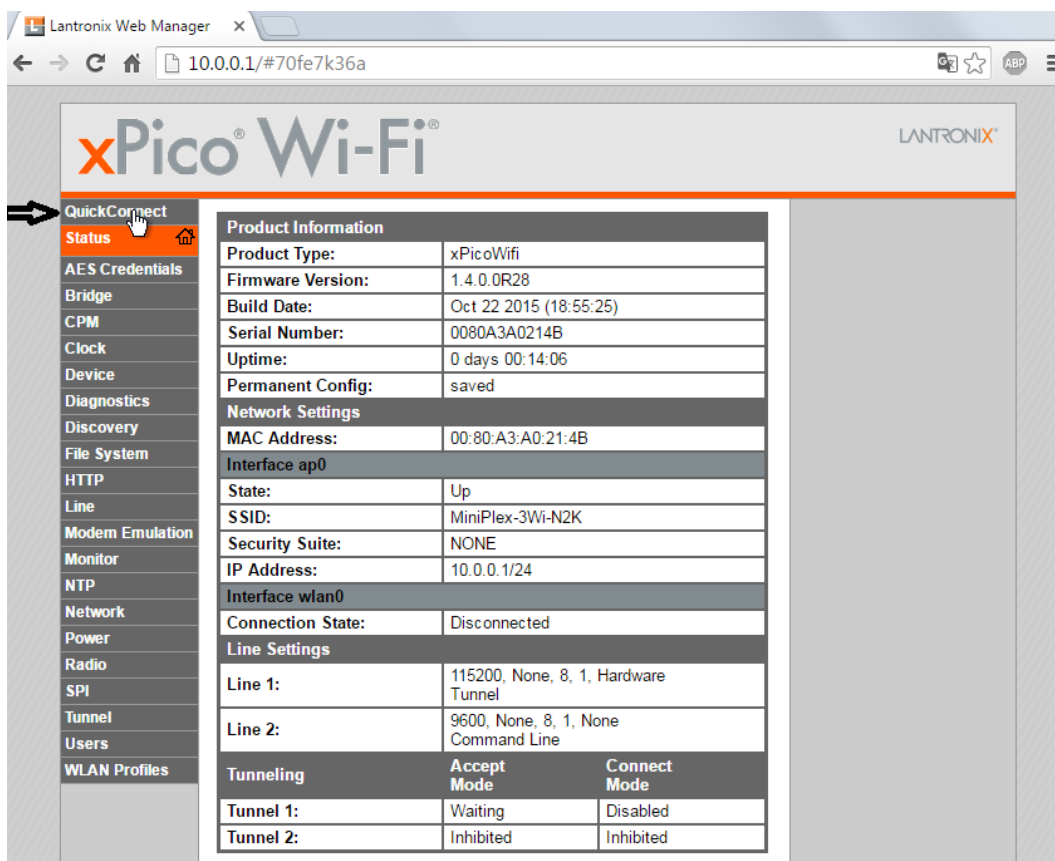 Lantronix Web Manager
10.0.0.1/#70fe7k36a
ABP
xPico® Wi-Fi®
LANTRONIX®
QuickConnect
Status
AES Credentials
Bridge
CPM
Clock
Device
Diagnostics
Discovery
File System
HTTP
Line
Modem Emulation
Monitor
NTP
Network
Power
Radio
SPI
Tunnel
Users
WLAN Profiles
Product Information
Product Type: xPicoWifi
Firmware Version: 1.4.0.0R28
Build Date: Oct 22 2015 (18:55:25)
Serial Number: 0080A3A0214B
Uptime: 0 days 00:14:06
Permanent Config: saved
Network Settings
MAC Address: 00:80:A3:A0:21:4B
Interface ap0
State: Up
SSID: MiniPlex-3Wi-N2K
Security Suite: NONE
IP Address: 10.0.0.1/24
Interface wlan0
Connection State: Disconnected
Line Settings
Line 1: 115200, None, 8, 1, Hardware
Tunnel
Line 2: 9600, None, 8, 1, None
Command Line
Tunneling Accept Mode Connect Mode
Tunnel 1: Waiting Disabled
Tunnel 2: Inhibited Inhibited